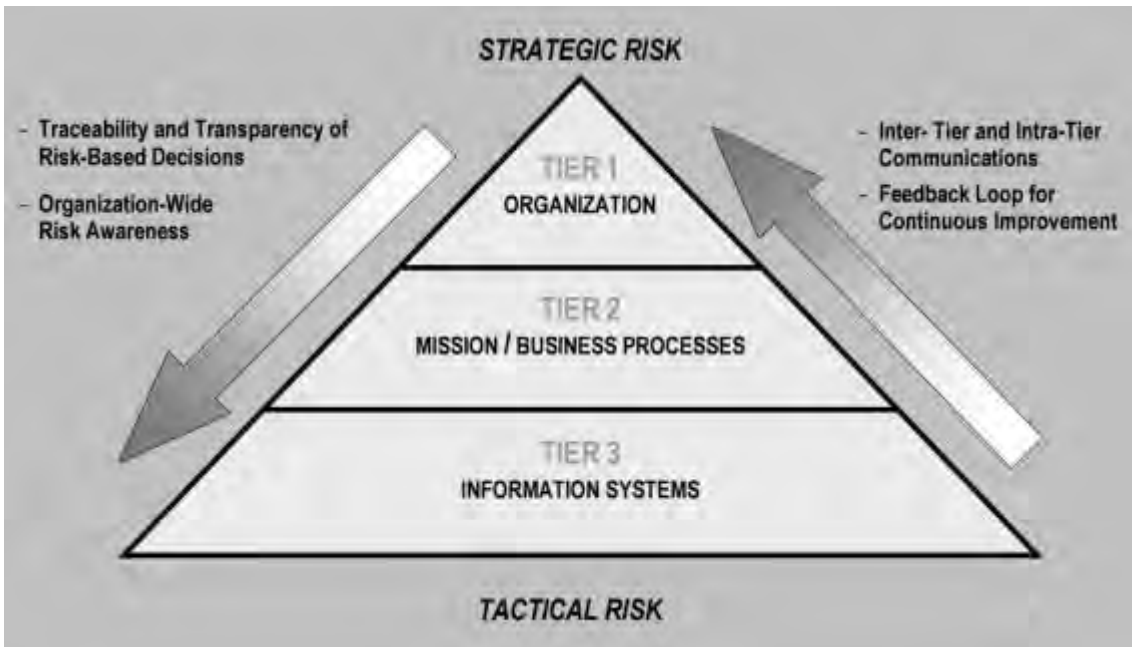 STRATEGIC RISK
– Traceability and Transparency of
Risk-Based Decisions
– Organization-Wide
Risk Awareness
– Inter- Tier and Intra-Tier
Communications
– Feedback Loop for
Continuous Improvement
TIER 1
ORGANIZATION
TIER 2
MISSION / BUSINESS PROCESSES
TIER 3
INFORMATION SYSTEMS
TACTICAL RISK